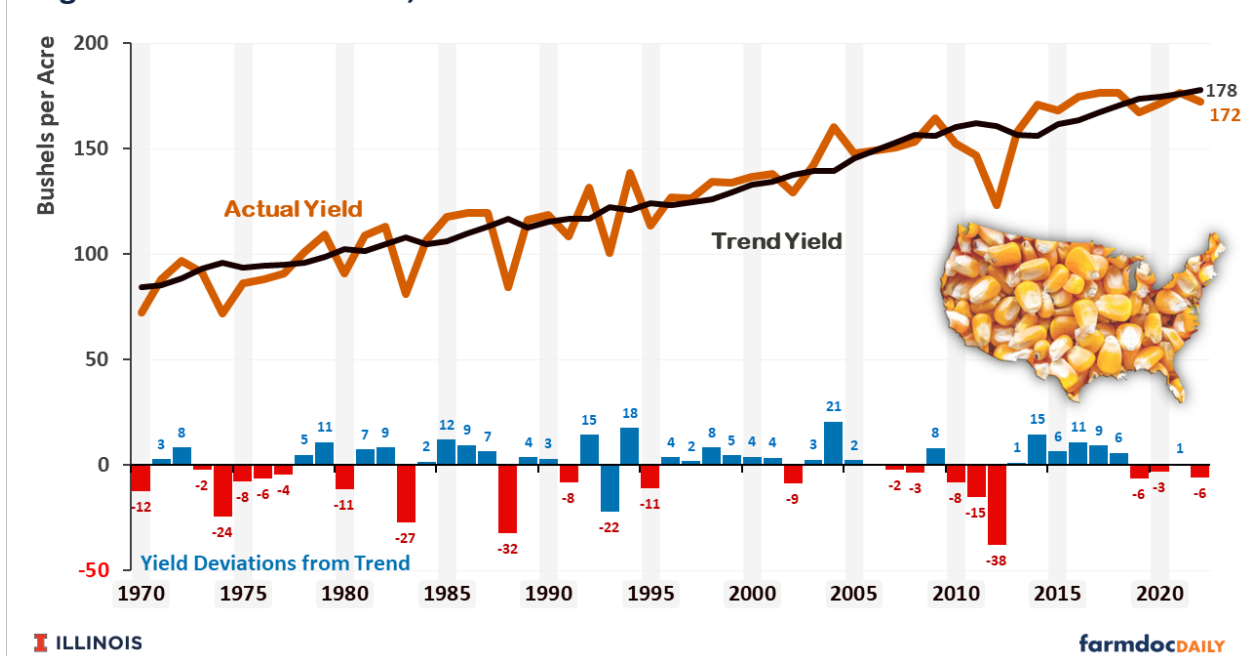 200
150
100
50
0
-50
Bushels per Acre
Actual Yield
Trend Yield
178
172
-12 3 8 -2 -24 -8 -6 -4 5 11 -11 7 9 -27 2 12 9 7 -32 4 3 -8 15 -22 18 -11 4 2 8 5 4 4 -9 3 21 2 -2 -3 8 -8 -15 -38 1 15 6 11 9 6 -6 -3 1 -6
Yield Deviations from Trend
1970 1975 1980 1985 1990 1995 2000 2005 2010 2015 2020
I ILLINOIS
farmdocDAILY